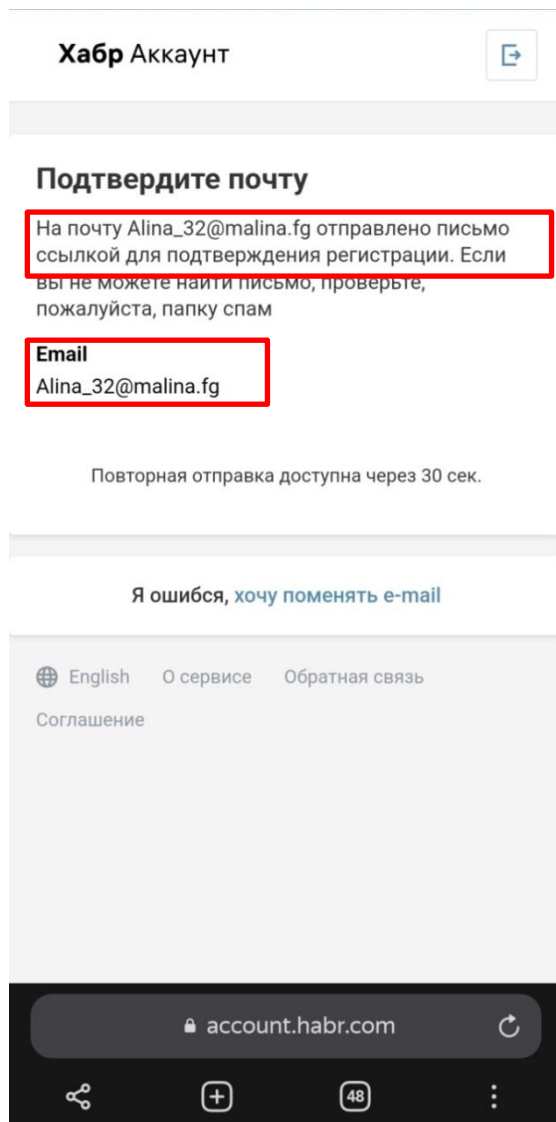 Хабр Аккаунт
Подтвердите почту
На почту Alina_32@malina.fg отправлено письмо
ссылкой для подтверждения регистрации. Если
вы не можете найти письмо, проверьте,
пожалуйста, папку спам
Email
Alina_32@malina.fg
Повторная отправка доступна через 30 сек.
Я ошибся, хочу поменять e-mail
English О сервисе Обратная связь
Соглашение
account.habr.com
48